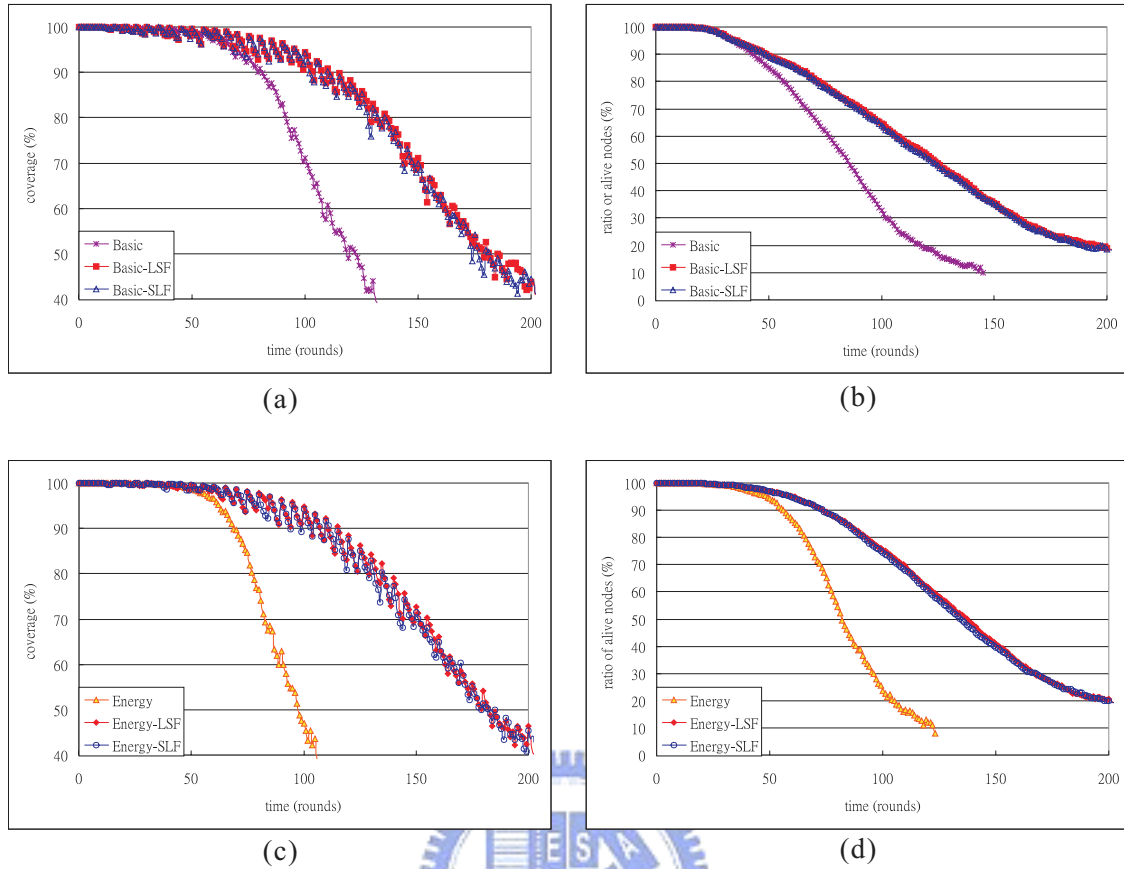 100
90
80
70
60
50
40
coverage (%)
Basic
Basic-LSF
Basic-SLF
0 50 100 150 200
time (rounds)
(a)
100
90
80
70
60
50
40
30
20
10
0
ratio or alive nodes (%)
Basic
Basic-LSF
Basic-SLF
0 50 100 150 200
time (rounds)
(b)
100
90
80
70
60
50
40
coverage (%)
Energy
Energy-LSF
Energy-SLF
0 50 100 150 200
time (rounds)
(c)
100
90
80
70
60
50
40
30
20
10
0
ratio of alive nodes (%)
Energy
Energy-LSF
Energy-SLF
0 50 100 150 200
time (rounds)
(d)
ESA